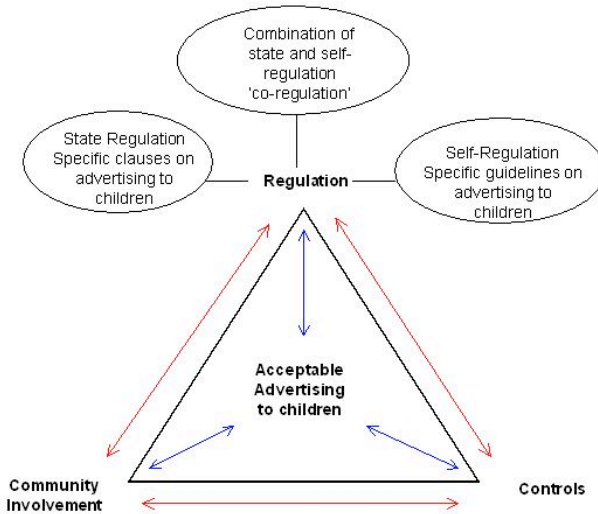 Combination of
state and self-
regulation
'co-regulation'
State Regulation
Specific clauses on
advertising to
children
Regulation
Self-Regulation
Specific guidelines on
advertising to
children
Acceptable
Advertising
to children
Community
Involvement
Controls